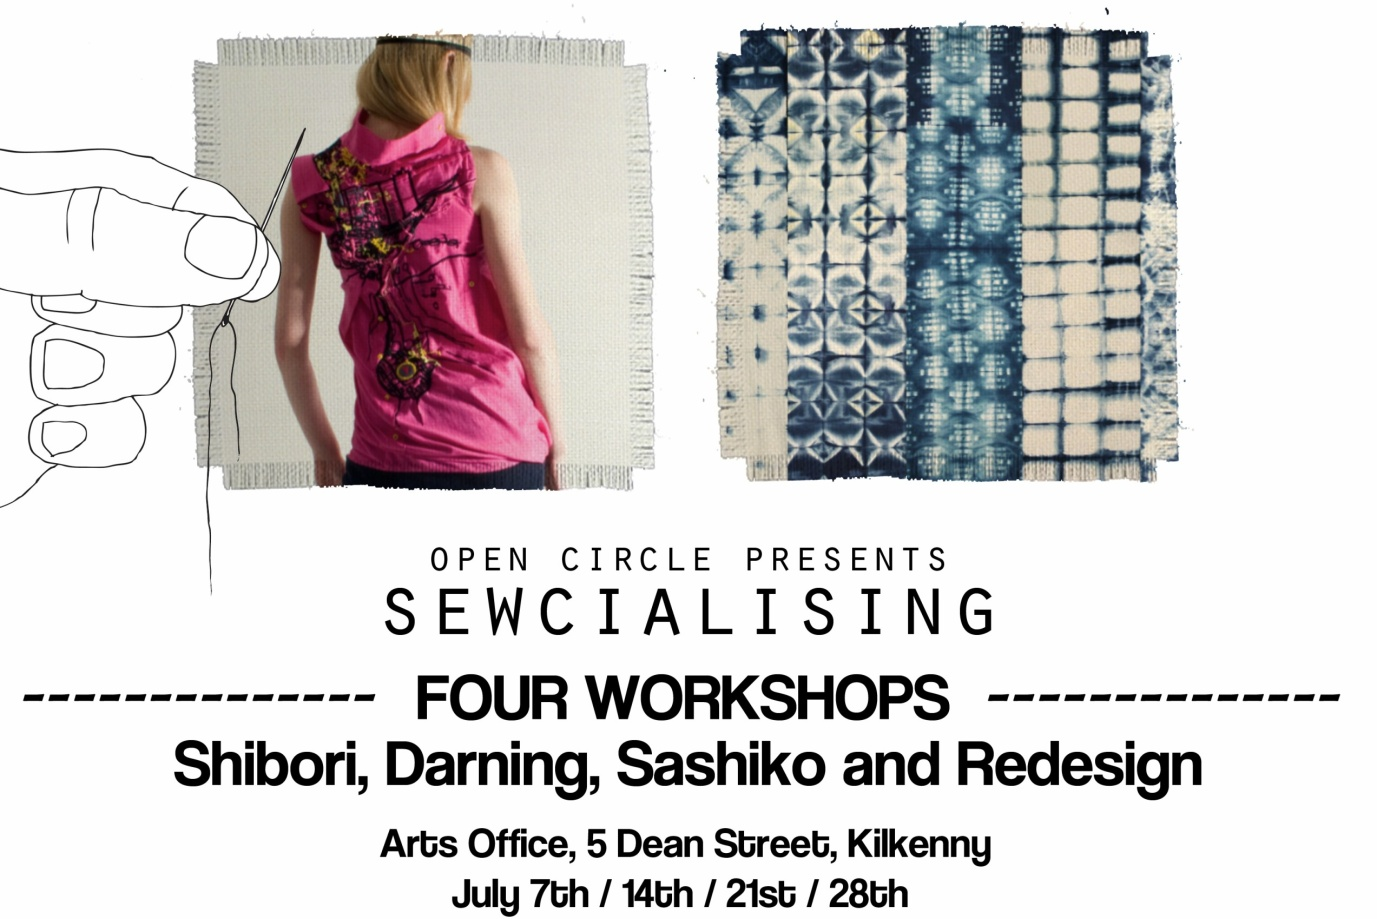 OPEN CIRCLE PRESENTS
SEWCIALISING
-------------- FOUR WORKSHOPS --------------
Shibori, Darning, Sashiko and Redesign
Arts Office, 5 Dean Street, Kilkenny
July 7th / 14th / 21st / 28th